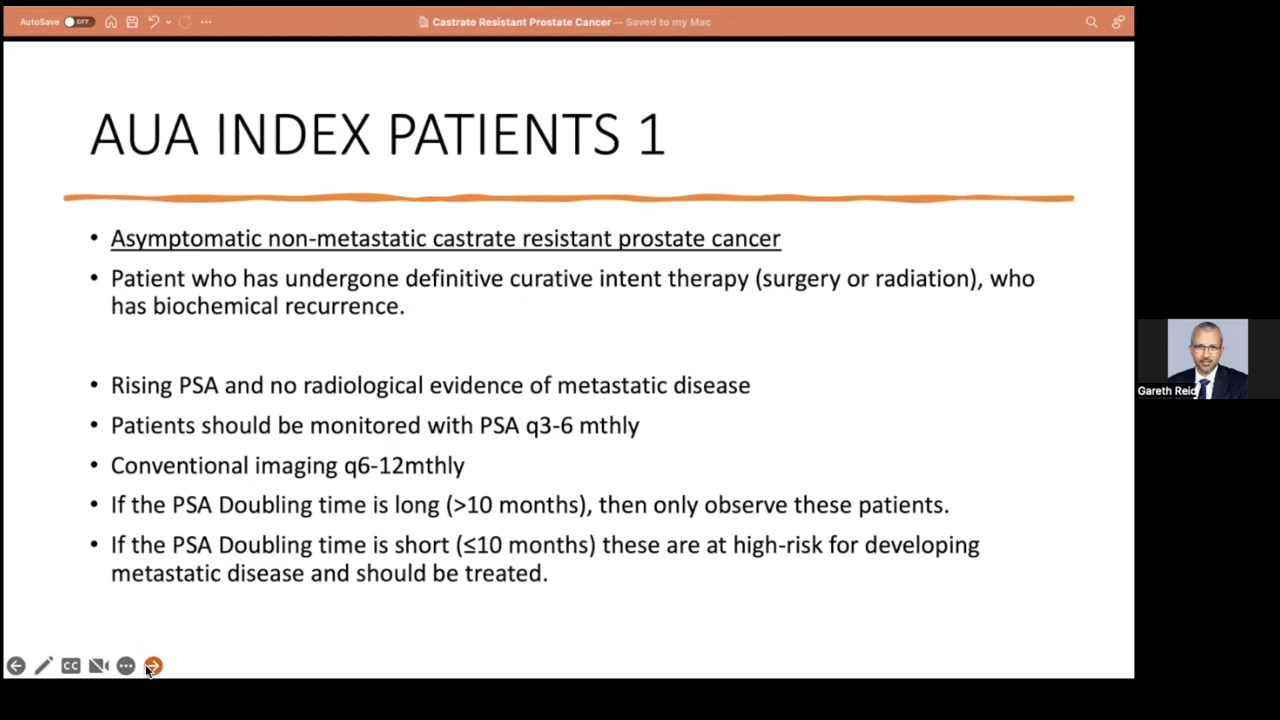 AutoSave OFF
Castrate Resistant Prostate Cancer — Saved to my Mac
AUA INDEX PATIENTS 1
• Asymptomatic non-metastatic castrate resistant prostate cancer
• Patient who has undergone definitive curative intent therapy (surgery or radiation), who
has biochemical recurrence.
• Rising PSA and no radiological evidence of metastatic disease
• Patients should be monitored with PSA q3-6 mthly
• Conventional imaging q6-12mthly
• If the PSA Doubling time is long (>10 months), then only observe these patients.
• If the PSA Doubling time is short (≤10 months) these are at high-risk for developing
metastatic disease and should be treated.
Gareth Reid
CC